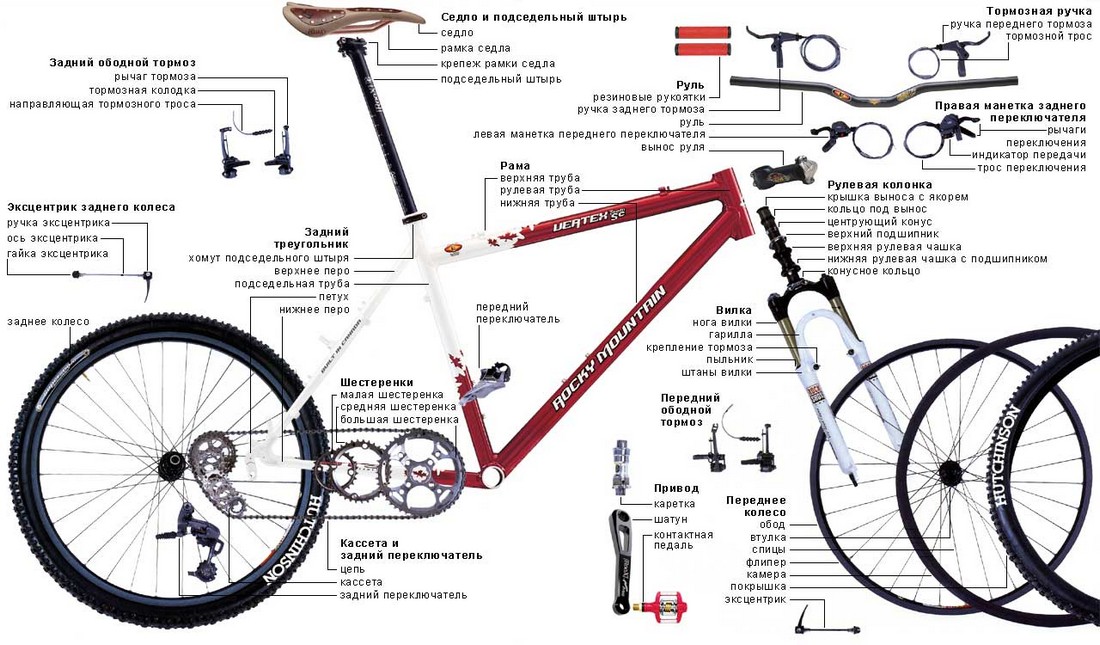 Седло и подседельный штырь
седло
рамка седла
крепеж рамки седла
подседельный штырь
Тормозная ручка
ручка переднего тормоза
тормозной трос
Задний ободной тормоз
рычаг тормоза
тормозная колодка
направляющая тормозного троса
Руль
резиновые рукоятки
ручка заднего тормоза
руль
левая манетка переднего переключателя
вынос руля
Правая манетка заднего
переключателя
рычаги
переключения
индикатор передачи
трос переключения
Рама
верхняя труба
рулевая труба
нижняя труба
Рулевая колонка
крышка выноса с якорем
кольцо под вынос
центрующий конус
верхний подшипник
верхняя рулевая чашка
нижняя рулевая чашка с подшипником
конусное кольцо
Эксцентрик заднего колеса
ручка эксцентрика
ось эксцентрика
гайка эксцентрика
Задний
треугольник
хомут подседельного штыря
верхнее перо
подседельная труба
петух
нижнее перо
VERTEX
SC
ROCKY MOUNTAIN
BUILT IN CANADA
заднее колесо
передний
переключатель
Вилка
нога вилки
гарилла
крепление тормоза
пыльник
штаны вилки
Шестеренки
малая шестеренка
средняя шестеренка
большая шестеренка
Передний
ободной
тормоз
HUTCHINSON
HUTCHINSON
Привод
каретка
шатун
контактная
педаль
Переднее
колесо
обод
втулка
спицы
флипер
камера
покрышка
эксцентрик
Кассета и
задний переключатель
цепь
кассета
задний переключатель